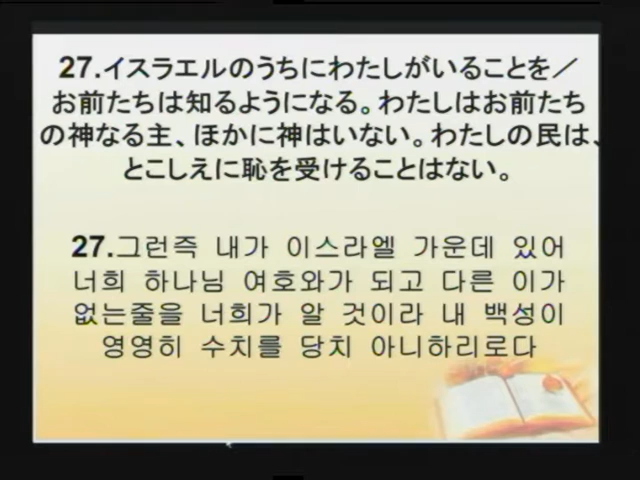 27.イスラエルのうちにわたしがいることを／
お前たちは知るようになる。わたしはお前たち
の神なる主、ほかに神はいない。わたしの民は、
とこしえに恥を受けることはない。
27.그런즉 내가 이스라엘 가운데 있어
너희 하나님 여호와가 되고 다른 이가
없는줄을 너희가 알 것이라 내 백성이
영영히 수치를 당치 아니하리로다